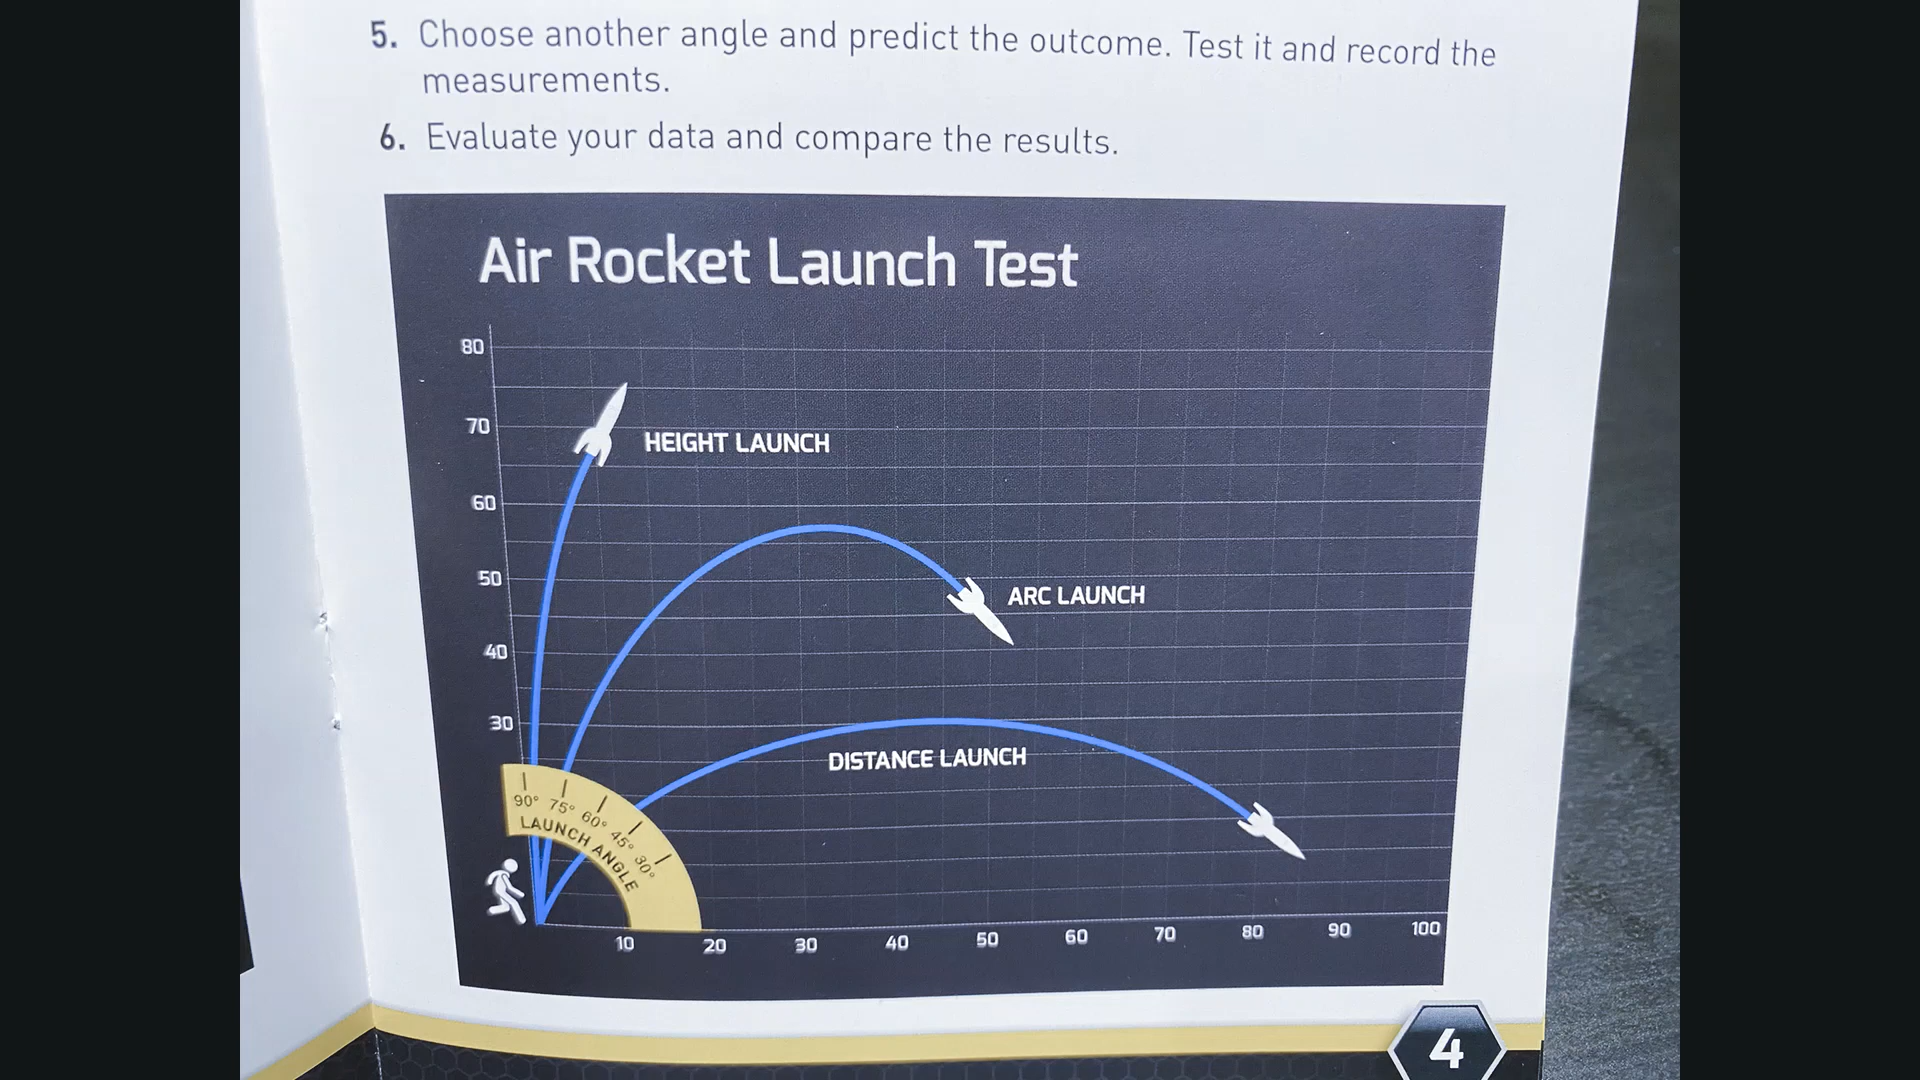 5. Choose another angle and predict the outcome. Test it and record the
measurements.
6. Evaluate your data and compare the results.
Air Rocket Launch Test
80
70
HEIGHT LAUNCH
60
50
ARC LAUNCH
40
30
DISTANCE LAUNCH
90° 75° 60° 45° 30°
LAUNCH ANGLE
10 20 30 40 50 60 70 80 90 100
4